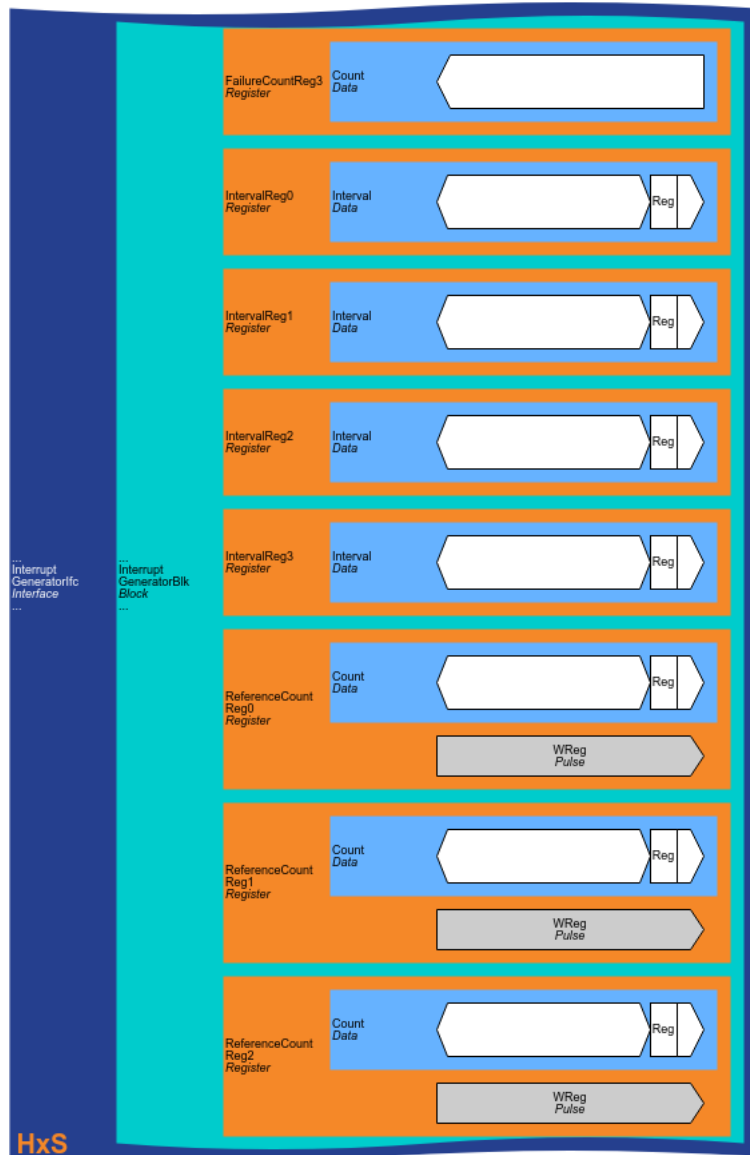 FailureCountReg3
Register
Count
Data
IntervalReg0
Register
Interval
Data
Reg
IntervalReg1
Register
Interval
Data
Reg
IntervalReg2
Register
Interval
Data
Reg
...
Interrupt
GeneratorIfc
Interface
...
...
Interrupt
GeneratorBlk
Block
...
IntervalReg3
Register
Interval
Data
Reg
ReferenceCount
Reg0
Register
Count
Data
Reg
WReg
Pulse
ReferenceCount
Reg1
Register
Count
Data
Reg
WReg
Pulse
ReferenceCount
Reg2
Register
Count
Data
Reg
WReg
Pulse
HxS